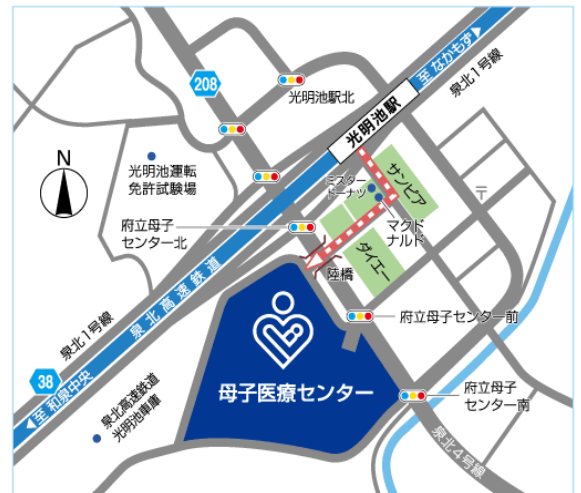 至 なかもず
泉北1号線
208
光明池駅北
光明池駅
N
光明池運転
免許試験場
サンピア
ミスター
ドーナツ
〒
マクド
ナルド
府立母子
センター北
ダイエー
陸橋
泉北高速鉄道
府立母子センター前
泉北1号線
38
母子医療センター
至 和泉中央
泉北高速鉄道
光明池車庫
府立母子
センター南
泉北4号線